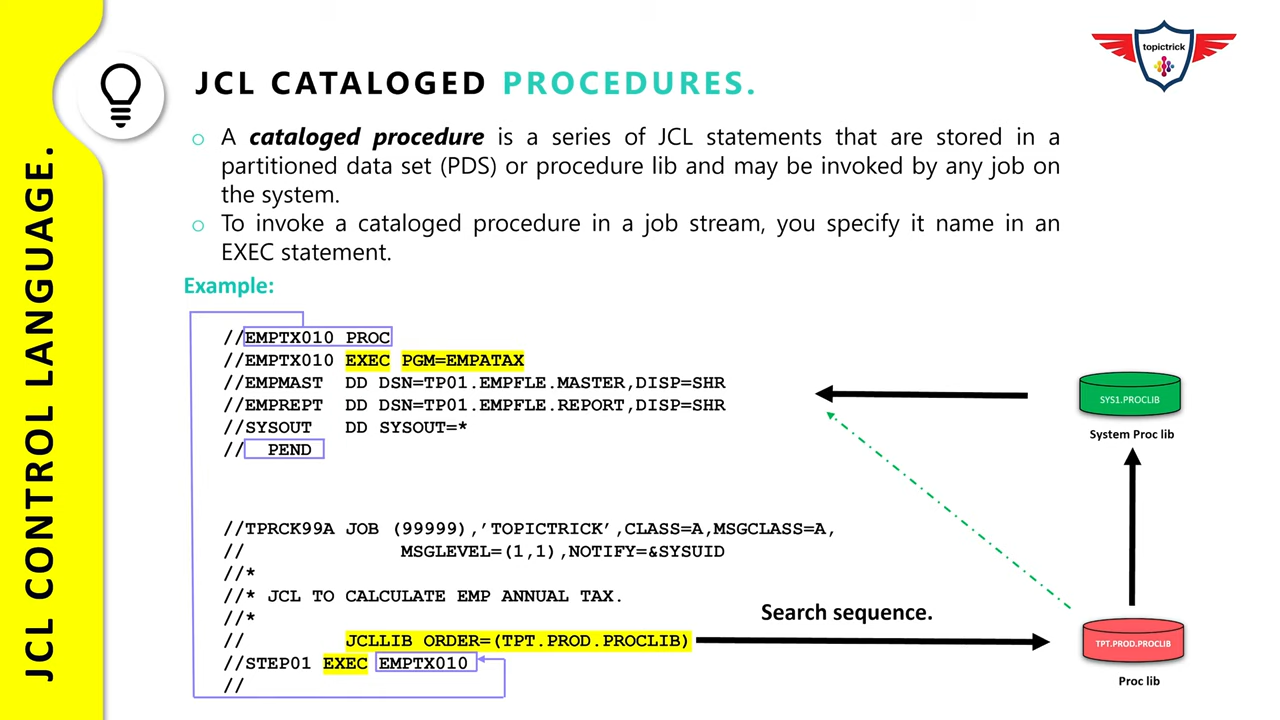 topictrick
JCL CATALOGED PROCEDURES.
JCL CONTROL LANGUAGE.
o A cataloged procedure is a series of JCL statements that are stored in a
partitioned data set (PDS) or procedure lib and may be invoked by any job on
the system.
o To invoke a cataloged procedure in a job stream, you specify it name in an
EXEC statement.
Example:
//EMPTX010 PROC
//EMPTX010 EXEC PGM=EMPATAX
//EMPMAST  DD DSN=TP01.EMPFLE.MASTER,DISP=SHR
//EMPREPT  DD DSN=TP01.EMPFLE.REPORT,DISP=SHR
//SYSOUT   DD SYSOUT=*
//  PEND
SYS1.PROCLIB
System Proc lib
//TPRCK99A JOB (99999),’TOPICTRICK’,CLASS=A,MSGCLASS=A,
//              MSGLEVEL=(1,1),NOTIFY=&SYSUID
//*
//* JCL TO CALCULATE EMP ANNUAL TAX.
//*
//         JCLLIB ORDER=(TPT.PROD.PROCLIB)
//STEP01 EXEC EMPTX010
//
Search sequence.
TPT.PROD.PROCLIB
Proc lib